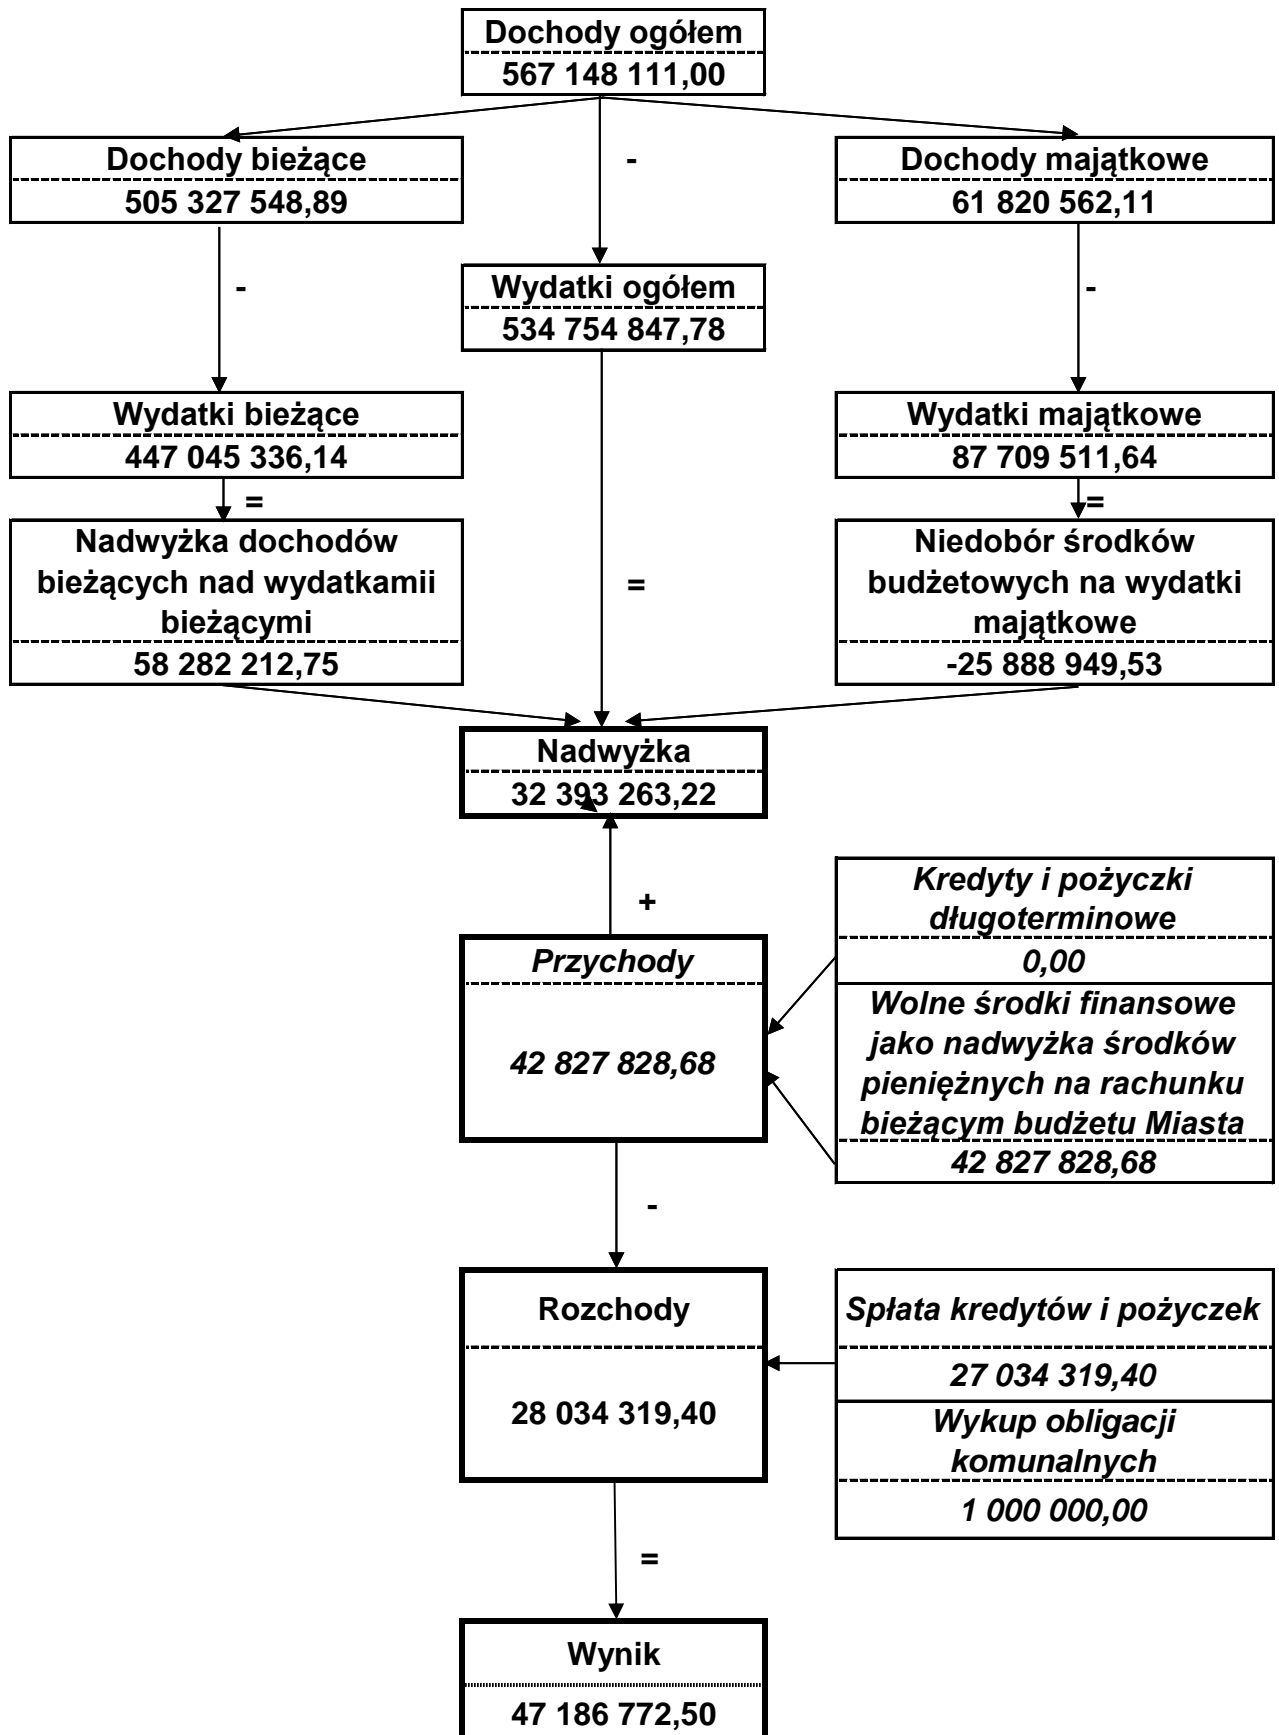 Dochody ogółem
567 148 111,00
Dochody bieżące
505 327 548,89
-
Dochody majątkowe
61 820 562,11
-
Wydatki ogółem
534 754 847,78
-
Wydatki bieżące
447 045 336,14
=
Wydatki majątkowe
87 709 511,64
=
Nadwyżka dochodów
bieżących nad wydatkamii
bieżącymi
58 282 212,75
=
Niedobór środków
budżetowych na wydatki
majątkowe
-25 888 949,53
Nadwyżka
32 393 263,22
+
Przychody
42 827 828,68
Kredyty i pożyczki
długoterminowe
0,00
Wolne środki finansowe
jako nadwyżka środków
pieniężnych na rachunku
bieżącym budżetu Miasta
42 827 828,68
-
Rozchody
28 034 319,40
Spłata kredytów i pożyczek
27 034 319,40
Wykup obligacji
komunalnych
1 000 000,00
=
Wynik
47 186 772,50